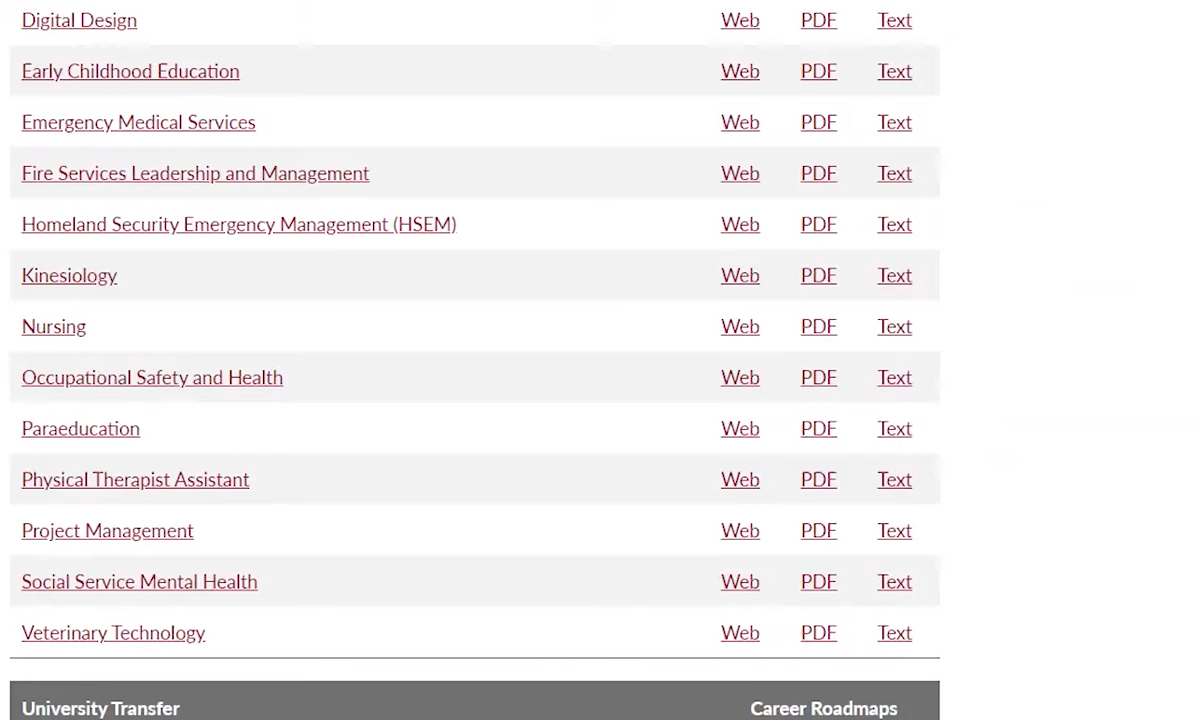 Digital Design Web PDF Text
Early Childhood Education Web PDF Text
Emergency Medical Services Web PDF Text
Fire Services Leadership and Management Web PDF Text
Homeland Security Emergency Management (HSEM) Web PDF Text
Kinesiology Web PDF Text
Nursing Web PDF Text
Occupational Safety and Health Web PDF Text
Paraeducation Web PDF Text
Physical Therapist Assistant Web PDF Text
Project Management Web PDF Text
Social Service Mental Health Web PDF Text
Veterinary Technology Web PDF Text
University Transfer Career Roadmaps